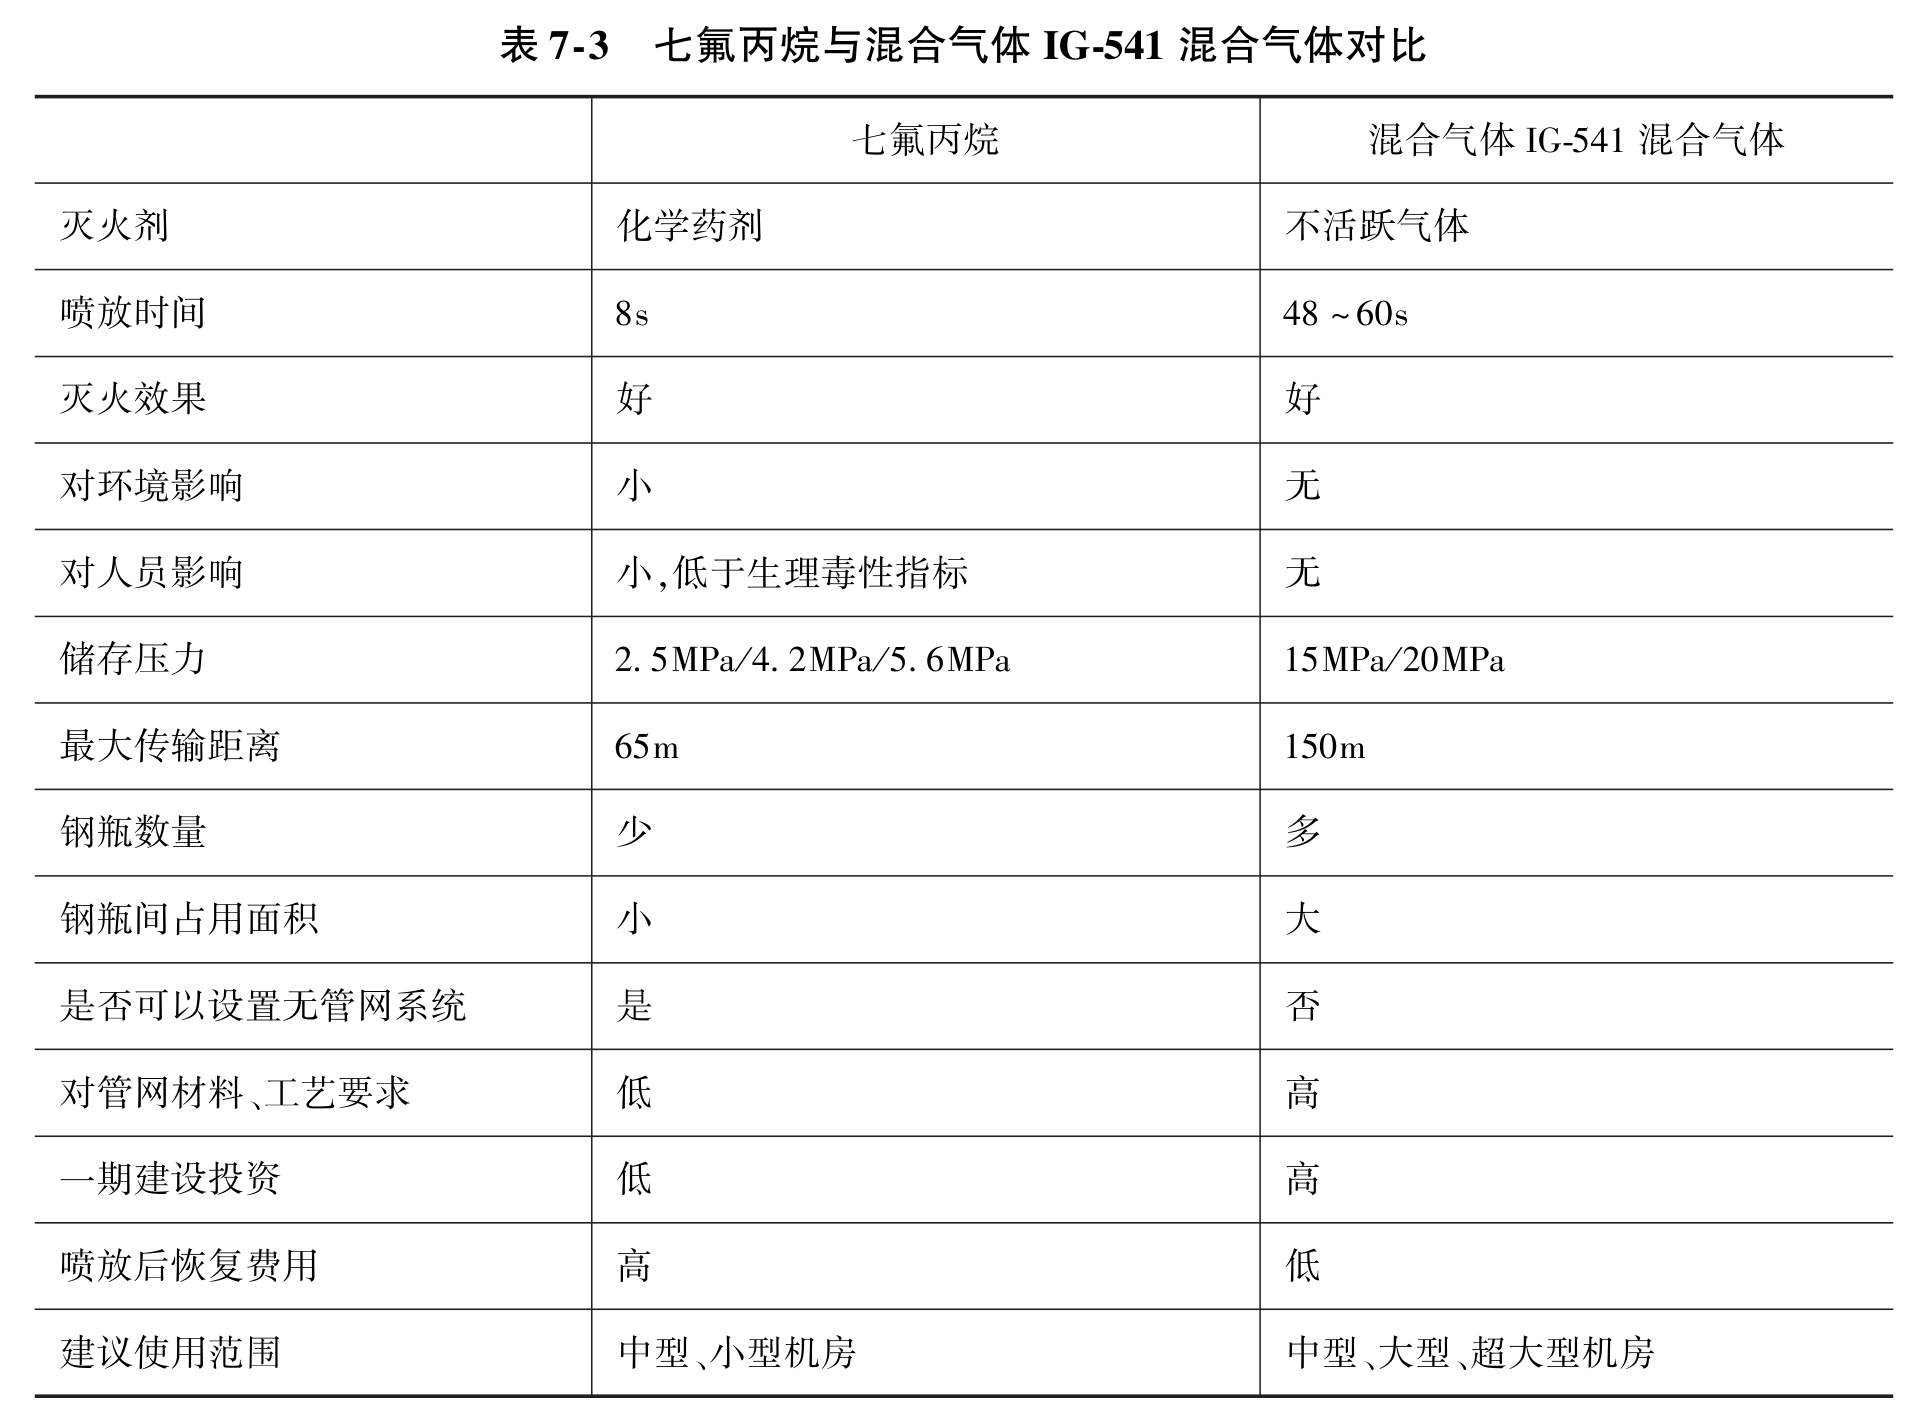 表 7-3 七氟丙烷与混合气体 IG-541 混合气体对比
七氟丙烷 混合气体 IG-541 混合气体
灭火剂 化学药剂 不活跃气体
喷放时间 8s 48 ~ 60s
灭火效果 好 好
对环境影响 小 无
对人员影响 小,低于生理毒性指标 无
储存压力 2. 5MPa/4. 2MPa/5. 6MPa 15MPa/20MPa
最大传输距离 65m 150m
钢瓶数量 少 多
钢瓶间占用面积 小 大
是否可以设置无管网系统 是 否
对管网材料、工艺要求 低 高
一期建设投资 低 高
喷放后恢复费用 高 低
建议使用范围 中型、小型机房 中型、大型、超大型机房